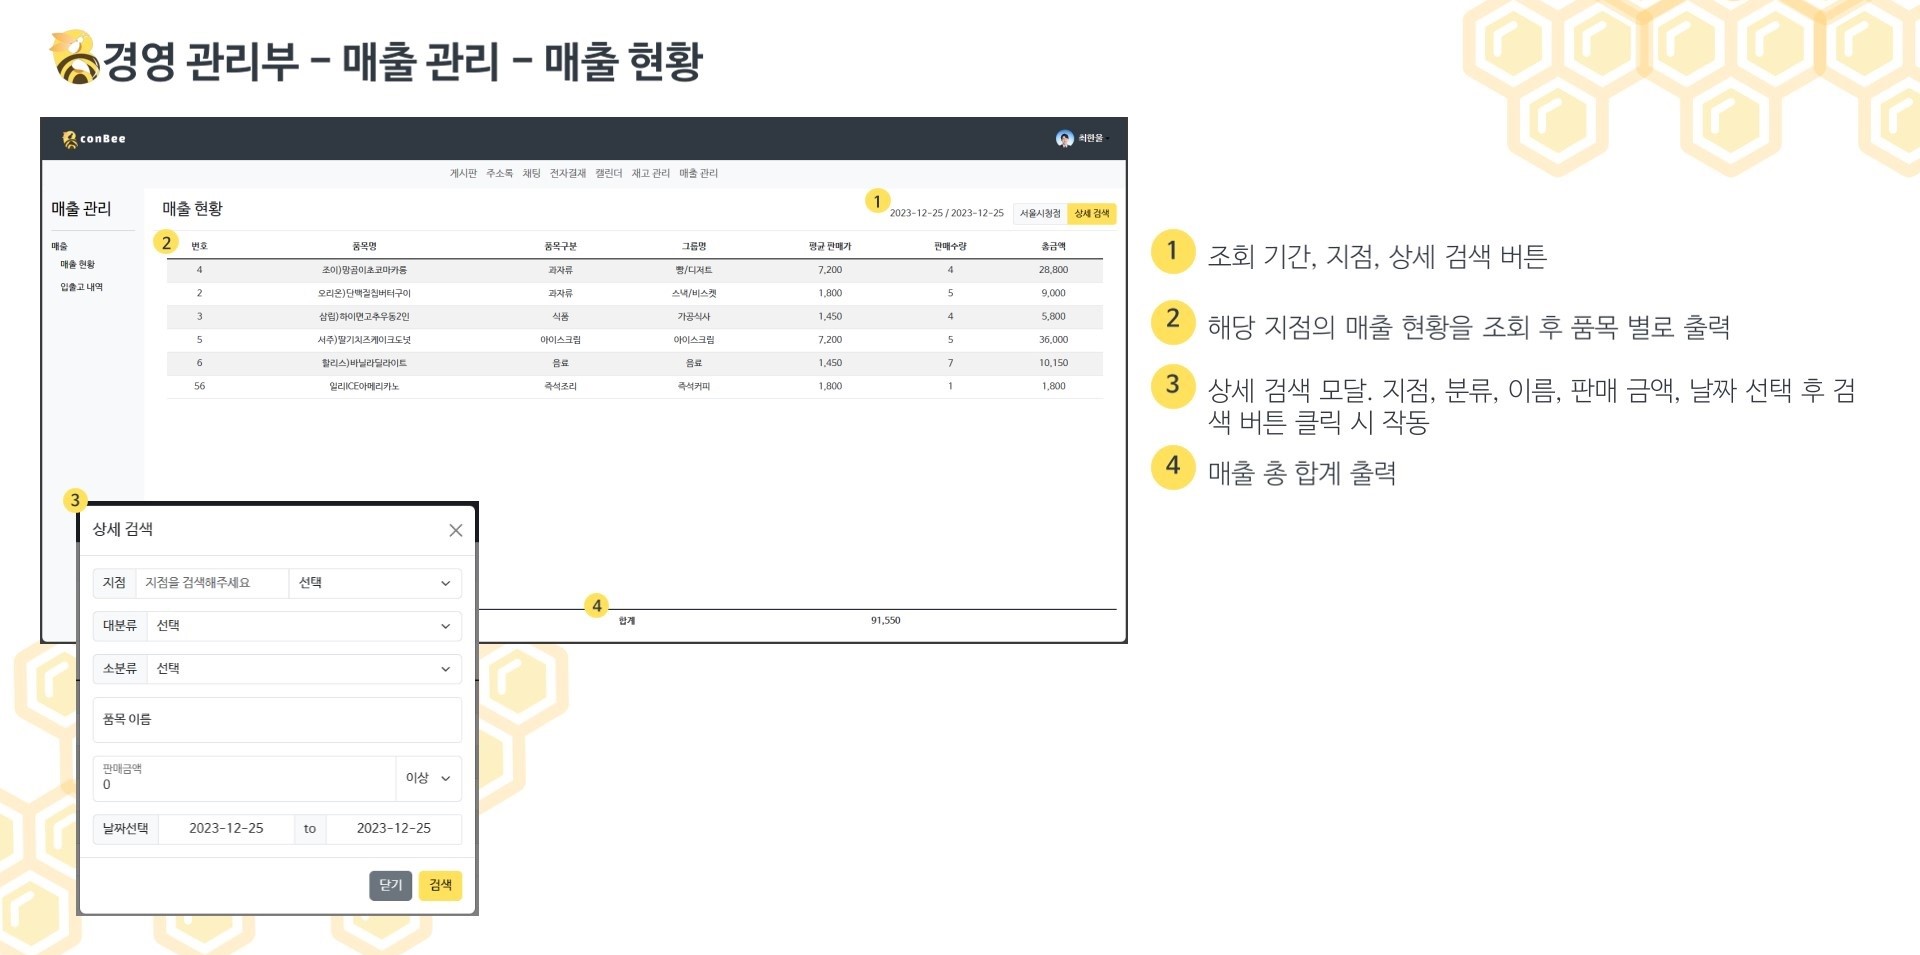 경영 관리부 - 매출 관리 - 매출 현황
conBee
최한울
게시판 주소록 채팅 전자결재 캘린더 재고 관리 매출 관리
매출 관리
매출
매출 현황
입출고 내역
매출 현황
1
2023-12-25 / 2023-12-25 서울시청점 상세 검색
2
번호 품목명 품목구분 그룹명 평균 판매가 판매수량 총금액
4 조이)망곰이초코마카롱 과자류 빵/디저트 7,200 4 28,800
2 오리온)단백질칩버터구이 과자류 스낵/비스켓 1,800 5 9,000
3 삼립)하이면고추우동2인 식품 가공식사 1,450 4 5,800
5 서주)딸기치즈케이크도넛 아이스크림 아이스크림 7,200 5 36,000
6 할리스)바닐라딜라이트 음료 음료 1,450 7 10,150
56 일리ICE아메리카노 즉석조리 즉석커피 1,800 1 1,800
4
합계 91,550
3
상세 검색
지점 지점을 검색해주세요 선택
대분류 선택
소분류 선택
품목 이름
판매금액
0 이상
날짜선택 2023-12-25 to 2023-12-25
닫기 검색
1 조회 기간, 지점, 상세 검색 버튼
2 해당 지점의 매출 현황을 조회 후 품목 별로 출력
3 상세 검색 모달. 지점, 분류, 이름, 판매 금액, 날짜 선택 후 검
색 버튼 클릭 시 작동
4 매출 총 합계 출력